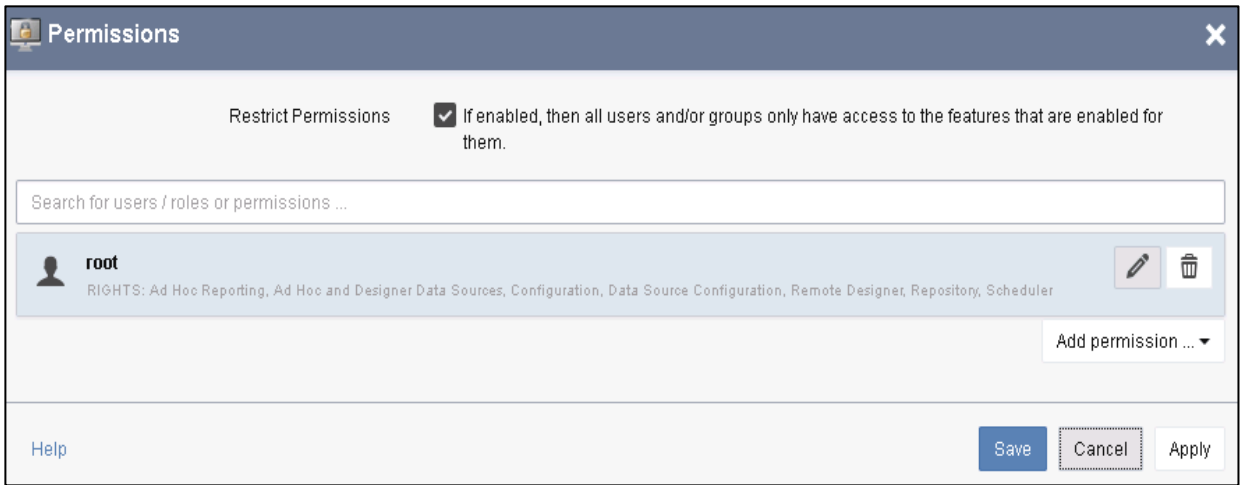 Permissions
Restrict Permissions
If enabled, then all users and/or groups only have access to the features that are enabled for
them.
Search for users / roles or permissions ...
root
RIGHTS: Ad Hoc Reporting, Ad Hoc and Designer Data Sources, Configuration, Data Source Configuration, Remote Designer, Repository, Scheduler
Add permission ...
Help
Save
Cancel
Apply